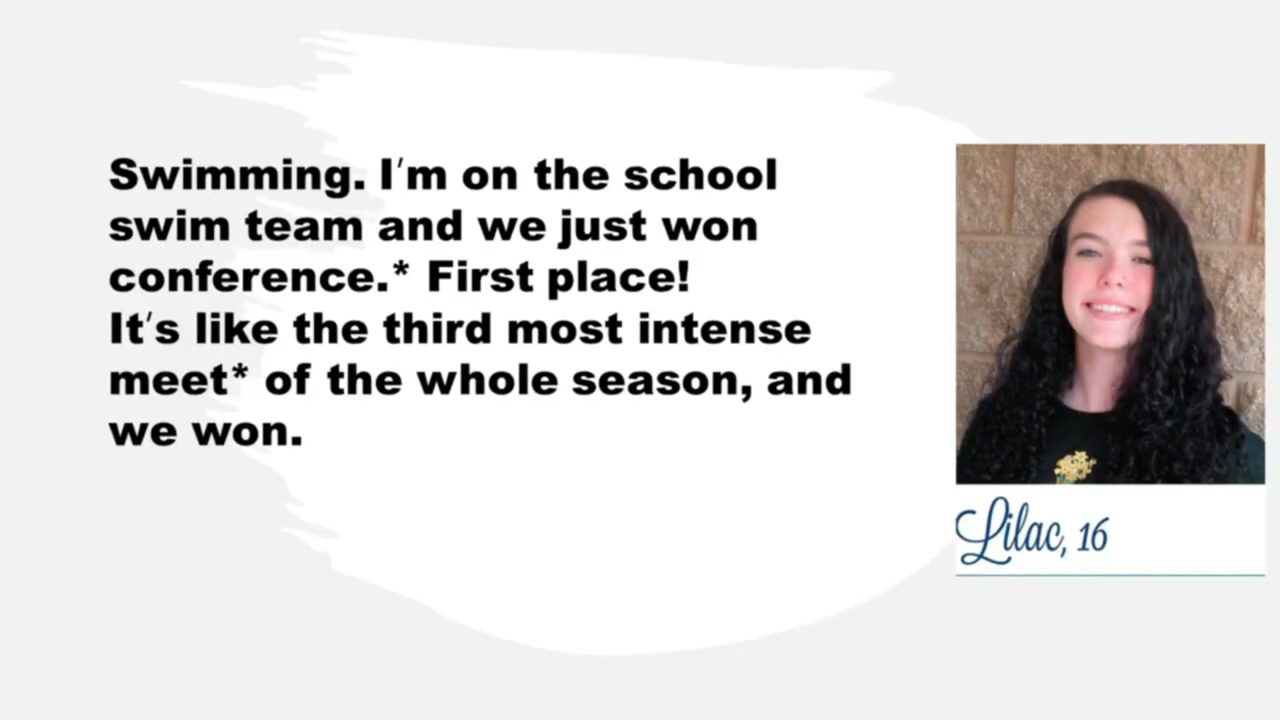 Swimming. I′m on the school
swim team and we just won
conference.* First place!
It′s like the third most intense
meet* of the whole season, and
we won.
Lilac, 16